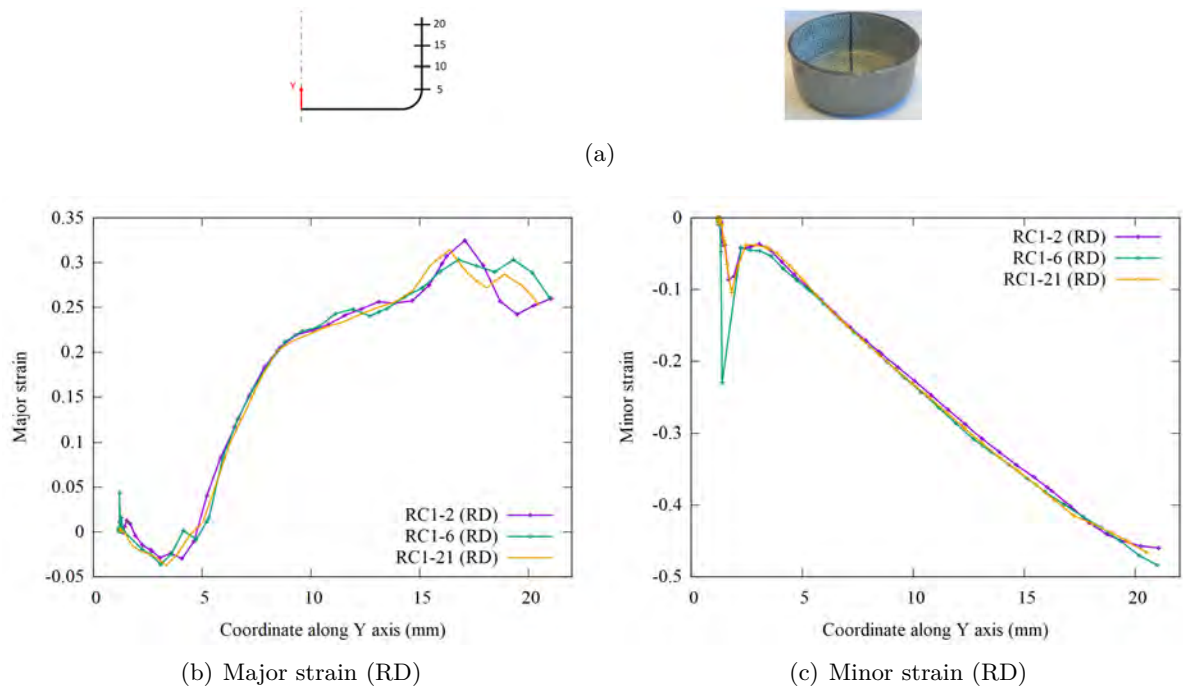 20
15
10
5
Y
(a)
0.35
0.3
0.25
0.2
0.15
0.1
0.05
0
-0.05
Major strain
RC1-2 (RD)
RC1-6 (RD)
RC1-21 (RD)
0 5 10 15 20
Coordinate along Y axis (mm)
(b) Major strain (RD)
0
-0.1
-0.2
-0.3
-0.4
-0.5
Minor strain
RC1-2 (RD)
RC1-6 (RD)
RC1-21 (RD)
0 5 10 15 20
Coordinate along Y axis (mm)
(c) Minor strain (RD)